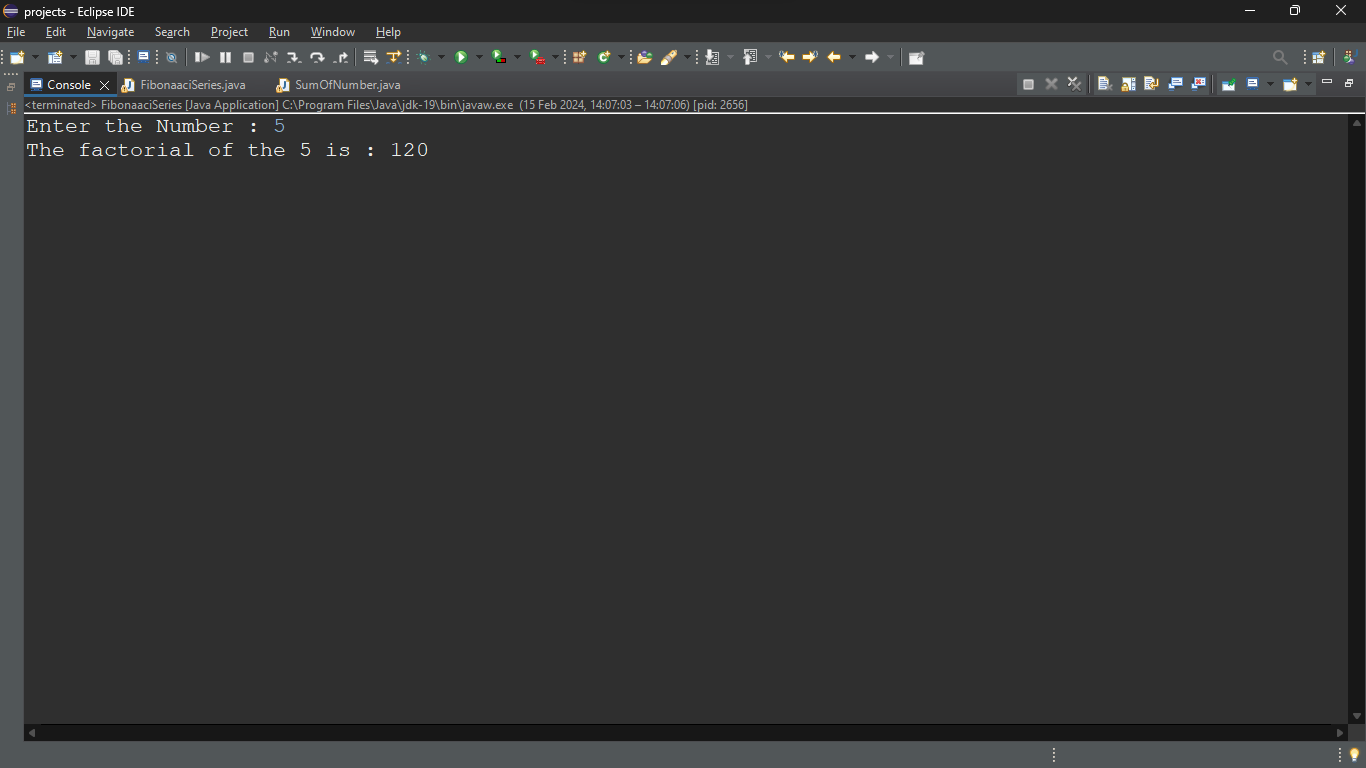 projects - Eclipse IDE
File Edit Navigate Search Project Run Window Help
Console FibonaaciSeries.java SumOfNumber.java
<terminated> FibonaaciSeries [Java Application] C:\Program Files\Java\jdk-19\bin\javaw.exe (15 Feb 2024, 14:07:03 – 14:07:06) [pid: 2656]
Enter the Number : 5
The factorial of the 5 is : 120